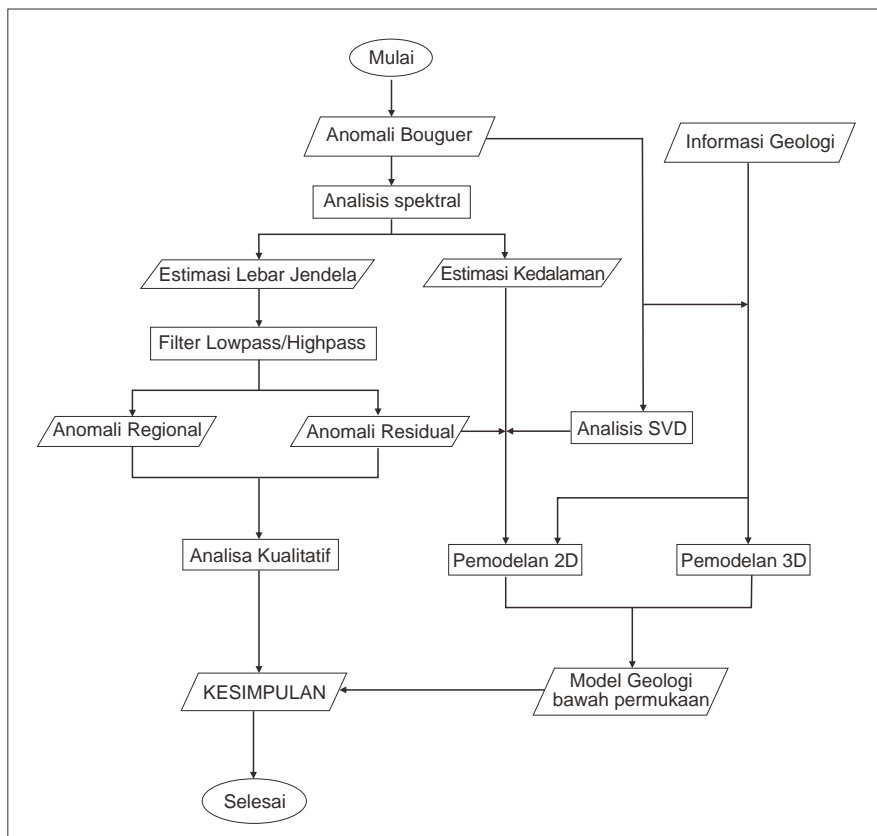 Mulai
Anomali Bouguer
Informasi Geologi
Analisis spektral
Estimasi Lebar Jendela
Estimasi Kedalaman
Filter Lowpass/Highpass
Anomali Regional
Anomali Residual
Analisis SVD
Analisa Kualitatif
Pemodelan 2D
Pemodelan 3D
KESIMPULAN
Model Geologi
bawah permukaan
Selesai